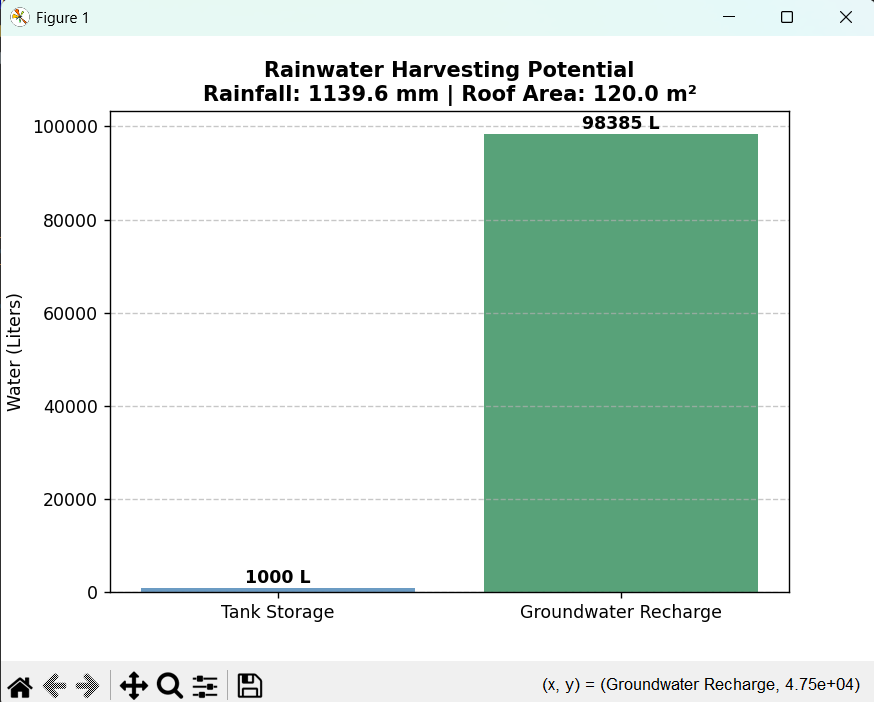 Figure 1
Rainwater Harvesting Potential
Rainfall: 1139.6 mm | Roof Area: 120.0 m²
Water (Liters)
100000
80000
60000
40000
20000
0
98385 L
1000 L
Tank Storage
Groundwater Recharge
(x, y) = (Groundwater Recharge, 4.75e+04)